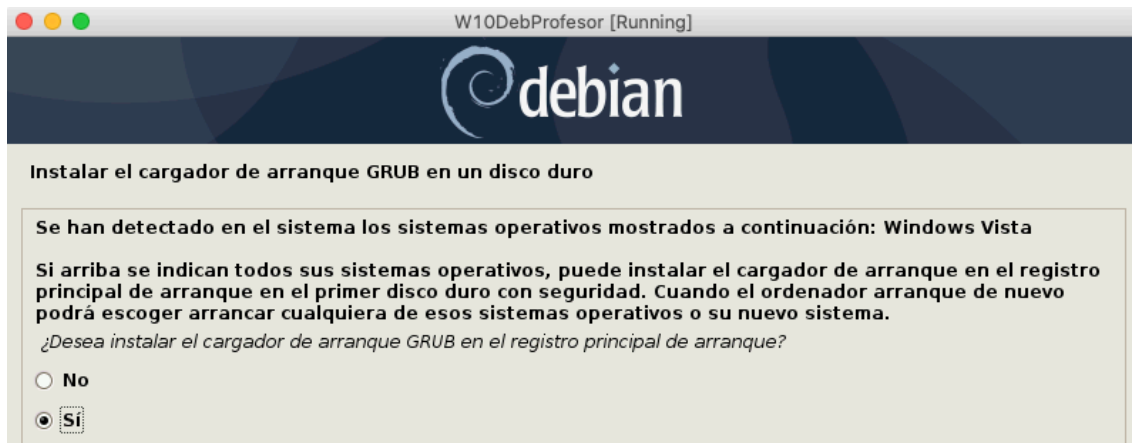 W10DebProfesor [Running]
debian
Instalar el cargador de arranque GRUB en un disco duro
Se han detectado en el sistema los sistemas operativos mostrados a continuación: Windows Vista
Si arriba se indican todos sus sistemas operativos, puede instalar el cargador de arranque en el registro
principal de arranque en el primer disco duro con seguridad. Cuando el ordenador arranque de nuevo
podrá escoger arrancar cualquiera de esos sistemas operativos o su nuevo sistema.
¿Desea instalar el cargador de arranque GRUB en el registro principal de arranque?
No
Sí